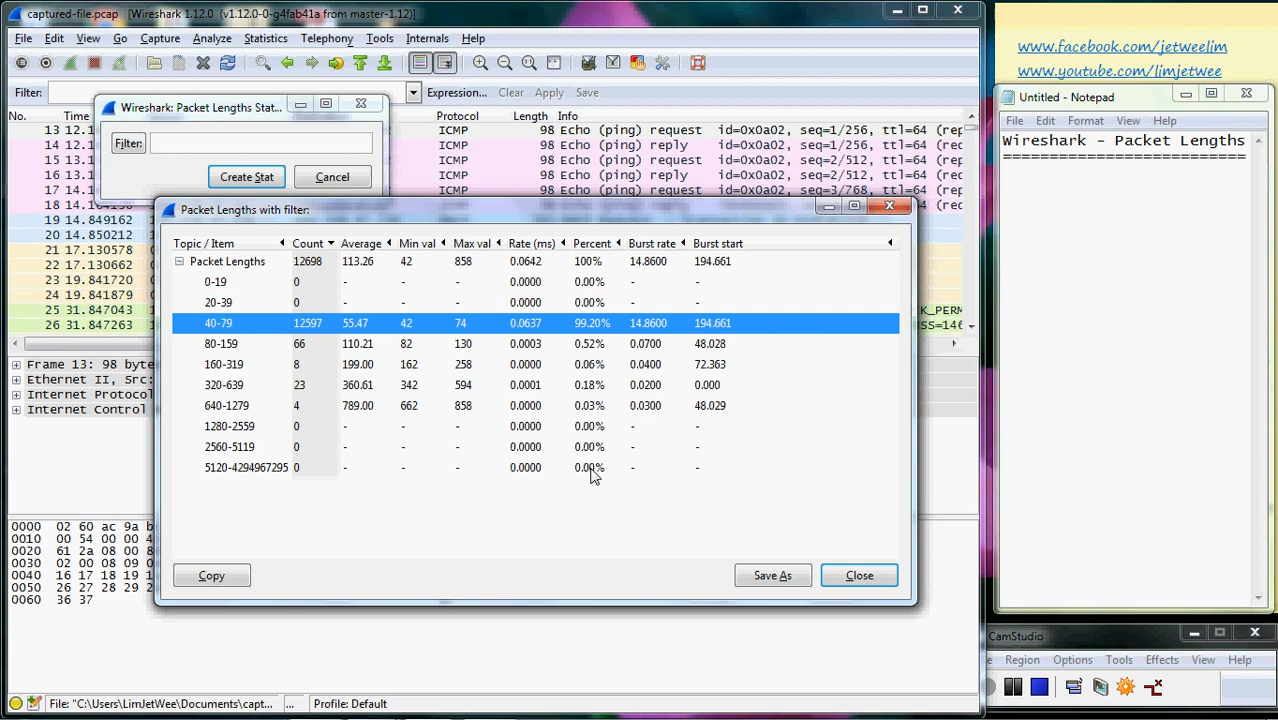 captured-file.pcap [Wireshark 1.12.0 (v1.12.0-0-g4fab41a from master-1.12)]
File Edit View Go Capture Analyze Statistics Telephony Tools Internals Help
Filter: Expression... Clear Apply Save
No. Time Protocol Length Info
Wireshark: Packet Lengths Stat...
Filter:
Create Stat Cancel
13 12.1 ICMP 98 Echo (ping) request id=0x0a02, seq=1/256, ttl=64 (rec
14 12.1 ICMP 98 Echo (ping) reply id=0x0a02, seq=1/256, ttl=64 (req
15 13.1 ICMP 98 Echo (ping) request id=0x0a02, seq=2/512, ttl=64 (rep
16 13.1 ICMP 98 Echo (ping) reply id=0x0a02, seq=2/512, ttl=64 (req
17 14.1 ICMP 98 Echo (ping) request id=0x0a02, seq=3/768, ttl=64 (rep
18
19 14.849162
20 14.850212
21 17.130578
22 17.130662
23 19.841720
24 19.841879
25 31.847043 K_PERM
26 31.847263 SS=146
Packet Lengths with filter:
Topic / Item Count Average Min val Max val Rate (ms) Percent Burst rate Burst start
Packet Lengths 12698 113.26 42 858 0.0642 100% 14.8600 194.661
0-19 0 - - - 0.0000 0.00% - -
20-39 0 - - - 0.0000 0.00% - -
40-79 12597 55.47 42 74 0.0637 99.20% 14.8600 194.661
80-159 66 110.21 82 130 0.0003 0.52% 0.0700 48.028
160-319 8 199.00 162 258 0.0000 0.06% 0.0400 72.363
320-639 23 360.61 342 594 0.0001 0.18% 0.0200 0.000
640-1279 4 789.00 662 858 0.0000 0.03% 0.0300 48.029
1280-2559 0 - - - 0.0000 0.00% - -
2560-5119 0 - - - 0.0000 0.00% - -
5120-4294967295 0 - - - 0.0000 0.00% - -
Copy Save As Close
Frame 13: 98 byte
Ethernet II, Src:
Internet Protoco
Internet Control
0000 02 60 ac 9a b
0010 00 54 00 00 4
0020 61 2a 08 00 8
0030 02 00 08 09 0
0040 16 17 18 19 1
0050 26 27 28 29 2
0060 36 37
File: "C:\Users\LimJetWee\Documents\capt... ... Profile: Default
www.facebook.com/jetweelim
www.youtube.com/limjetwee
Untitled - Notepad
File Edit Format View Help
Wireshark - Packet Lengths
==========================
CamStudio
e Region Options Tools Effects View Help